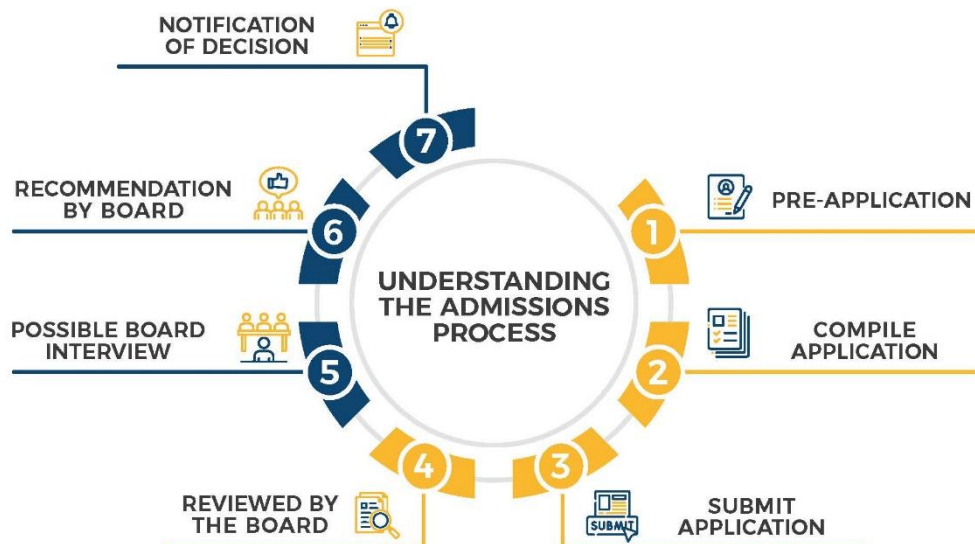 UNDERSTANDING
THE ADMISSIONS
PROCESS
1
PRE-APPLICATION
2
COMPILE
APPLICATION
3
SUBMIT
SUBMIT
APPLICATION
4
REVIEWED BY
THE BOARD
5
POSSIBLE BOARD
INTERVIEW
6
RECOMMENDATION
BY BOARD
7
NOTIFICATION
OF DECISION